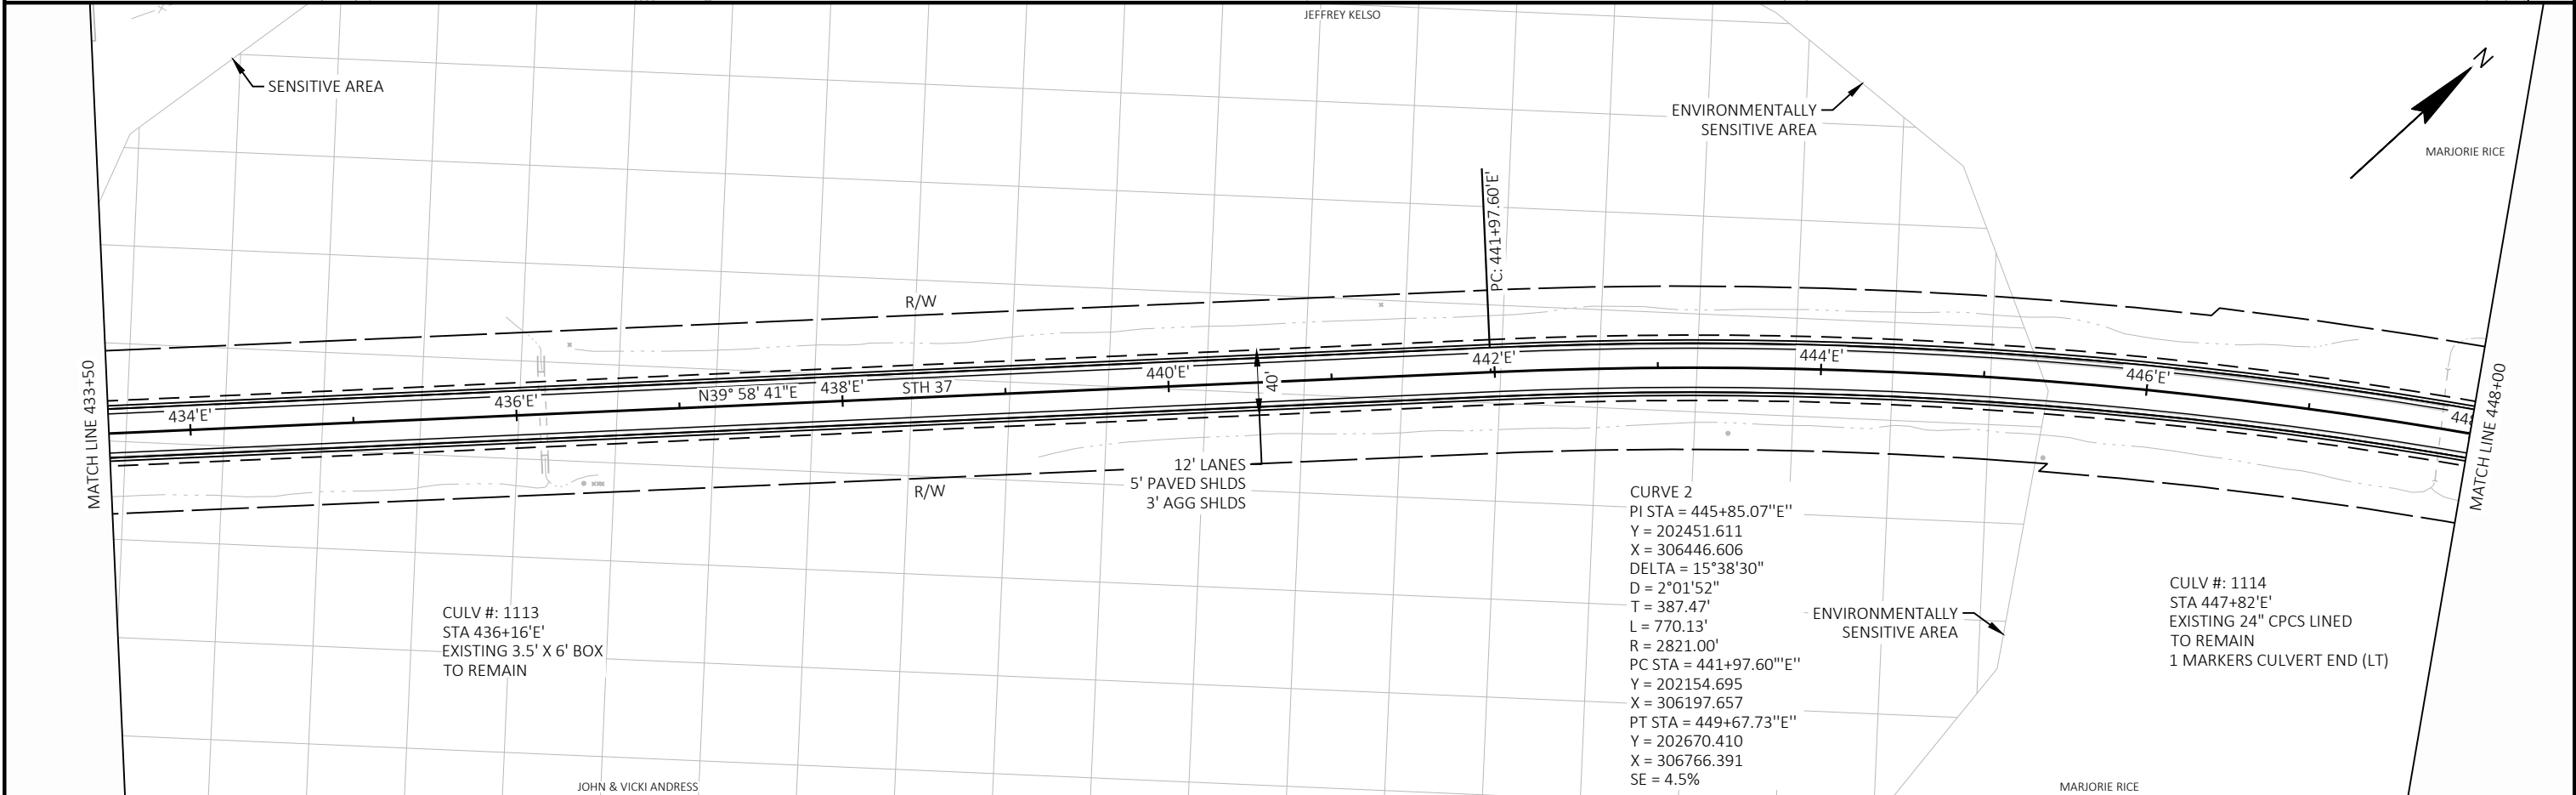 JEFFREY KELSO
SENSITIVE AREA
ENVIRONMENTALLY
SENSITIVE AREA
N
MARJORIE RICE
PC: 441+97.60'E'
R/W
MATCH LINE 433+50
434'E'
436'E'
N39° 58' 41"E
438'E'
STH 37
440'E'
40'
442'E'
444'E'
446'E'
448
MATCH LINE 448+00
R/W
12' LANES
5' PAVED SHLDS
3' AGG SHLDS
CURVE 2
PI STA = 445+85.07"E"
Y = 202451.611
X = 306446.606
DELTA = 15°38'30"
D = 2°01'52"
T = 387.47'
L = 770.13'
R = 2821.00'
PC STA = 441+97.60'"E"
Y = 202154.695
X = 306197.657
PT STA = 449+67.73"E"
Y = 202670.410
X = 306766.391
SE = 4.5%
ENVIRONMENTALLY
SENSITIVE AREA
CULV #: 1113
STA 436+16'E'
EXISTING 3.5' X 6' BOX
TO REMAIN
CULV #: 1114
STA 447+82'E'
EXISTING 24" CPCS LINED
TO REMAIN
1 MARKERS CULVERT END (LT)
JOHN & VICKI ANDRESS
MARJORIE RICE